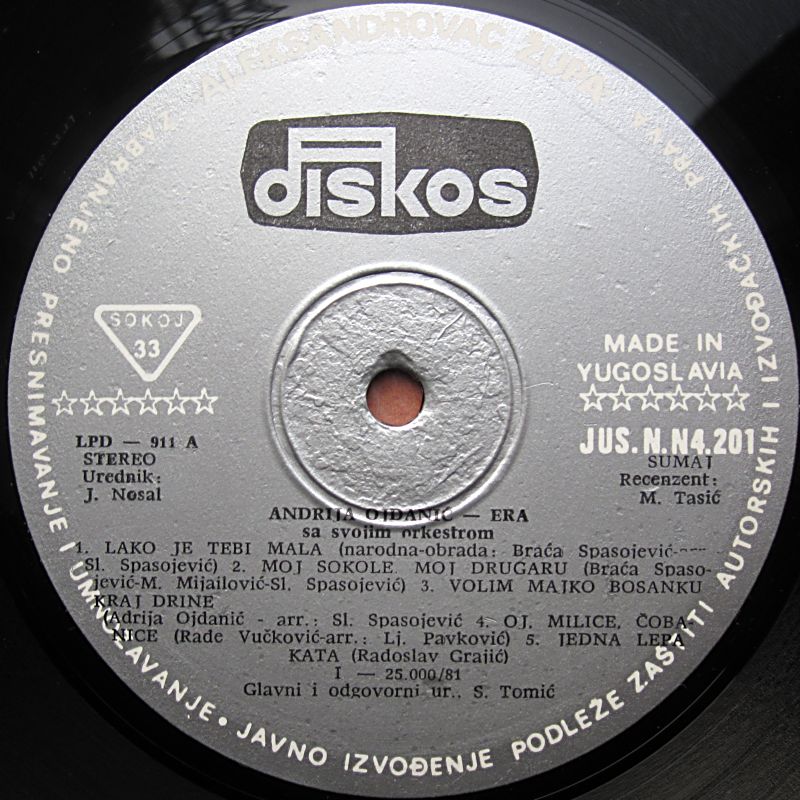 ALEKSANDROVAC ŽUPA
ZABRANJENO PRESNIMAVANJE I UMNOŽAVANJE • JAVNO IZVOĐENJE PODLEŽE ZAŠTITI AUTORSKIH I IZVOĐAČKIH PRAVA
diskos
SOKOJ
33
MADE IN
YUGOSLAVIA
LPD — 911 A
STEREO
Urednik:
J. Nosal
JUS.N.N4.201
SUMAJ
Recenzent:
M. Tasić
ANDRIJA OJDANIĆ — ERA
sa svojim orkestrom
1. LAKO JE TEBI MALA (narodna-obrada: Braća Spasojević-
Sl. Spasojević) 2. MOJ SOKOLE, MOJ DRUGARU (Braća Spaso-
jević-M. Mijailović-Sl. Spasojević) 3. VOLIM MAJKO BOSANKU
KRAJ DRINE
(Adrija Ojdanić - arr.: Sl. Spasojević 4. OJ, MILICE, ČOBA-
NICE (Rade Vučković-arr.: Lj. Pavković) 5. JEDNA LEPA
KATA (Radoslav Grajić)
I — 25.000/81
Glavni i odgovorni ur.. S. Tomić